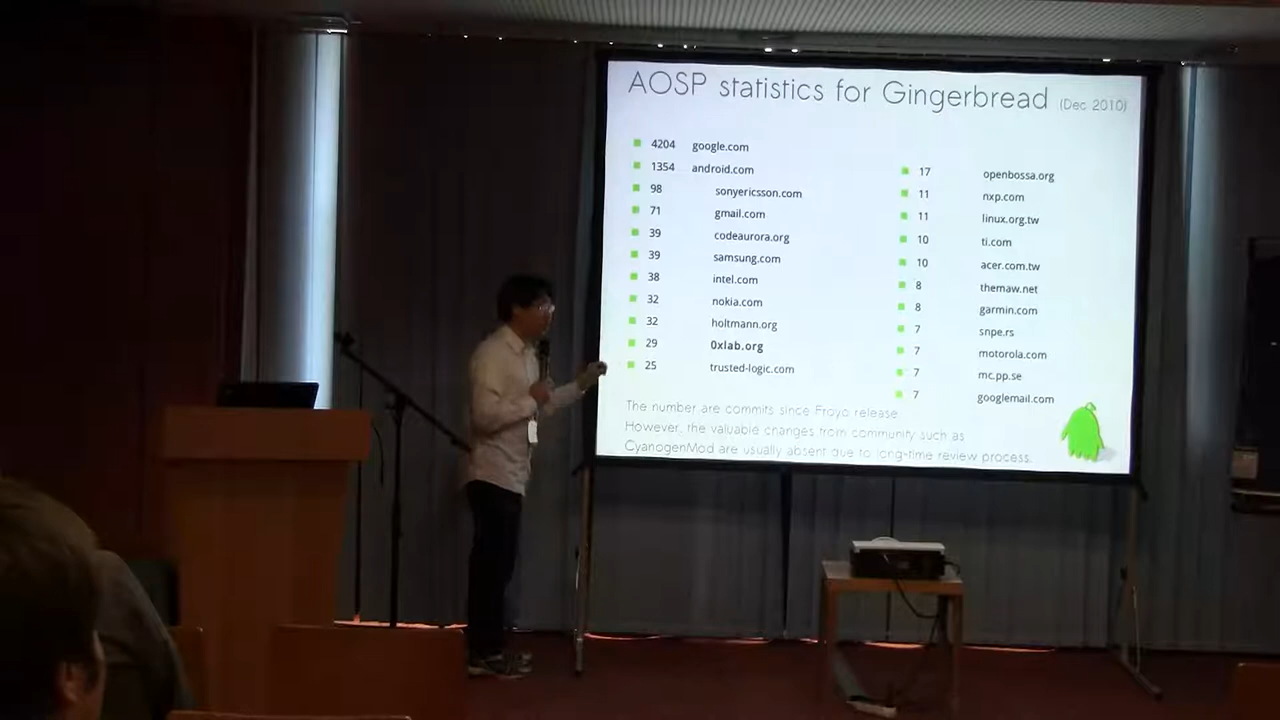 AOSP statistics for Gingerbread (Dec 2010)
4204 google.com
1354 android.com
98 sonyericsson.com
71 gmail.com
39 codeaurora.org
39 samsung.com
38 intel.com
32 nokia.com
32 holtmann.org
29 0xlab.org
25 trusted-logic.com
17 openbossa.org
11 nxp.com
11 linux.org.tw
10 ti.com
10 acer.com.tw
8 themaw.net
8 garmin.com
7 snpe.rs
7 motorola.com
7 mc.pp.se
7 googlemail.com
The number are commits since Froyo release.
However, the valuable changes from community such as
CyanogenMod are usually absent due to long-time review process.